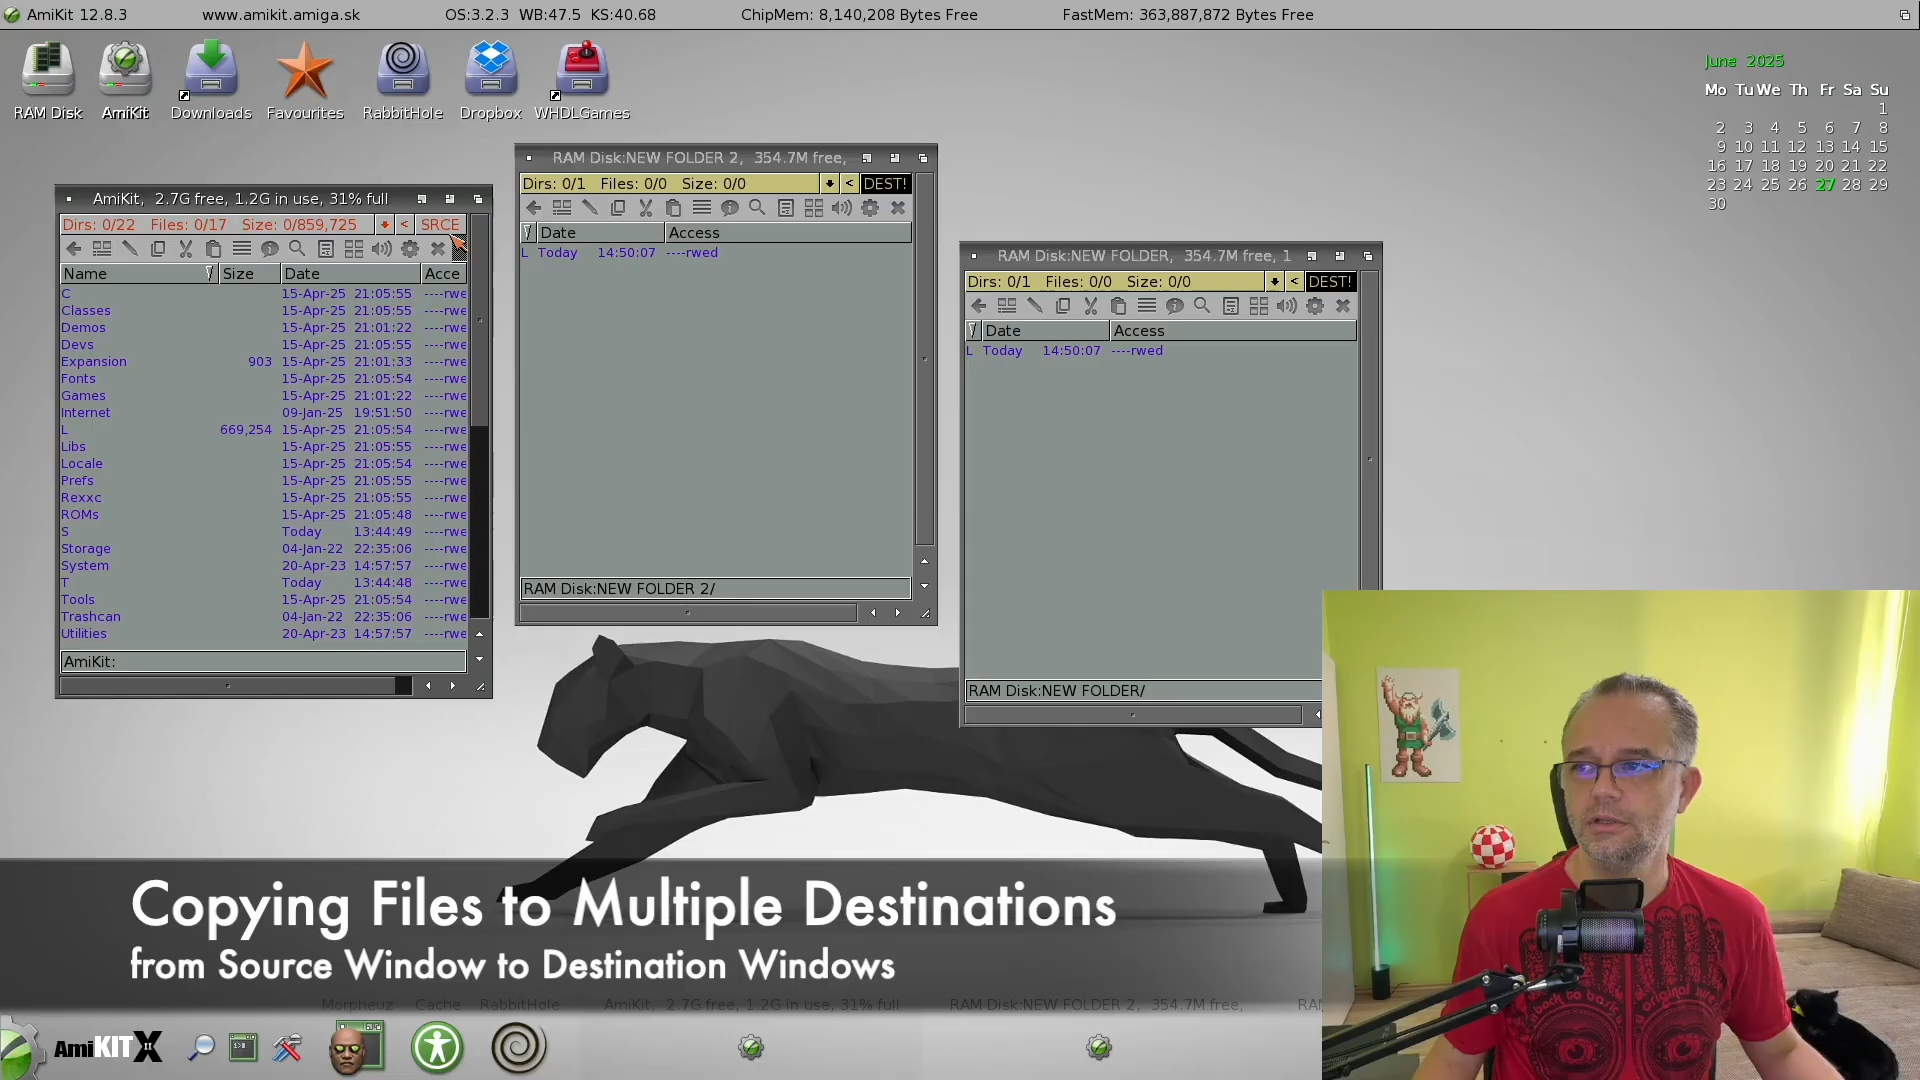 AmiKit 12.8.3 www.amikit.amiga.sk OS:3.2.3 WB:47.5 KS:40.68 ChipMem: 8,140,208 Bytes Free FastMem: 363,887,872 Bytes Free
RAM Disk AmiKit Downloads Favourites RabbitHole Dropbox WHDLGames
June 2025
Mo Tu We Th Fr Sa Su
1
2 3 4 5 6 7 8
9 10 11 12 13 14 15
16 17 18 19 20 21 22
23 24 25 26 27 28 29
30
AmiKit, 2.7G free, 1.2G in use, 31% full
Dirs: 0/22 Files: 0/17 Size: 0/859,725 < SRCE
Name Size Date Acce
C 15-Apr-25 21:05:55 ----rwe
Classes 15-Apr-25 21:05:55 ----rwe
Demos 15-Apr-25 21:01:22 ----rwe
Devs 15-Apr-25 21:05:55 ----rwe
Expansion 903 15-Apr-25 21:01:33 ----rwe
Fonts 15-Apr-25 21:05:54 ----rwe
Games 15-Apr-25 21:01:22 ----rwe
Internet 09-Jan-25 19:51:50 ----rwe
L 669,254 15-Apr-25 21:05:54 ----rwe
Libs 15-Apr-25 21:05:55 ----rwe
Locale 15-Apr-25 21:05:54 ----rwe
Prefs 15-Apr-25 21:05:55 ----rwe
Rexxc 15-Apr-25 21:05:55 ----rwe
ROMs 15-Apr-25 21:05:48 ----rwe
S Today 13:44:49 ----rwe
Storage 04-Jan-22 22:35:06 ----rwe
System 20-Apr-23 14:57:57 ----rwe
T Today 13:44:48 ----rwe
Tools 15-Apr-25 21:05:54 ----rwe
Trashcan 04-Jan-22 22:35:06 ----rwe
Utilities 20-Apr-23 14:57:57 ----rwe
AmiKit:
RAM Disk:NEW FOLDER 2, 354.7M free,
Dirs: 0/1 Files: 0/0 Size: 0/0 < DEST!
Date Access
L Today 14:50:07 ----rwed
RAM Disk:NEW FOLDER 2/
RAM Disk:NEW FOLDER, 354.7M free, 1
Dirs: 0/1 Files: 0/0 Size: 0/0 < DEST!
Date Access
L Today 14:50:07 ----rwed
RAM Disk:NEW FOLDER/
Copying Files to Multiple Destinations
from Source Window to Destination Windows
Morpheuz Cache RabbitHole AmiKit, 2.7G free, 1.2G in use, 31% full RAM Disk:NEW FOLDER 2, 354.7M free, RA
AmiKIT X